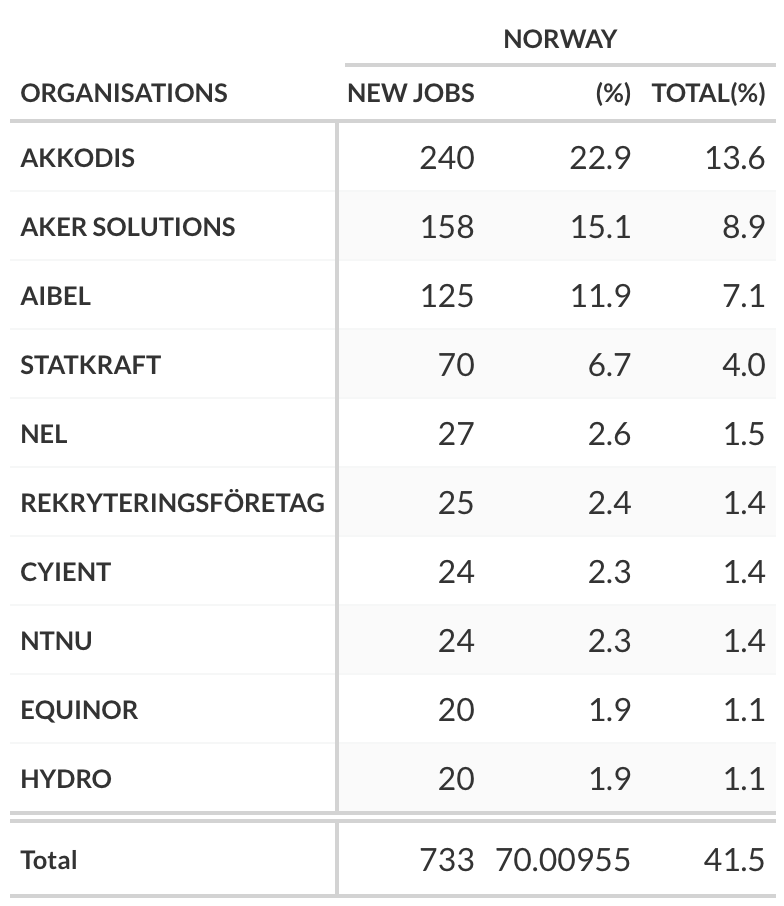 NORWAY
ORGANISATIONS NEW JOBS (%) TOTAL(%)
AKKODIS 240 22.9 13.6
AKER SOLUTIONS 158 15.1 8.9
AIBEL 125 11.9 7.1
STATKRAFT 70 6.7 4.0
NEL 27 2.6 1.5
REKRYTERINGSFÖRETAG 25 2.4 1.4
CYIENT 24 2.3 1.4
NTNU 24 2.3 1.4
EQUINOR 20 1.9 1.1
HYDRO 20 1.9 1.1
Total 733 70.00955 41.5